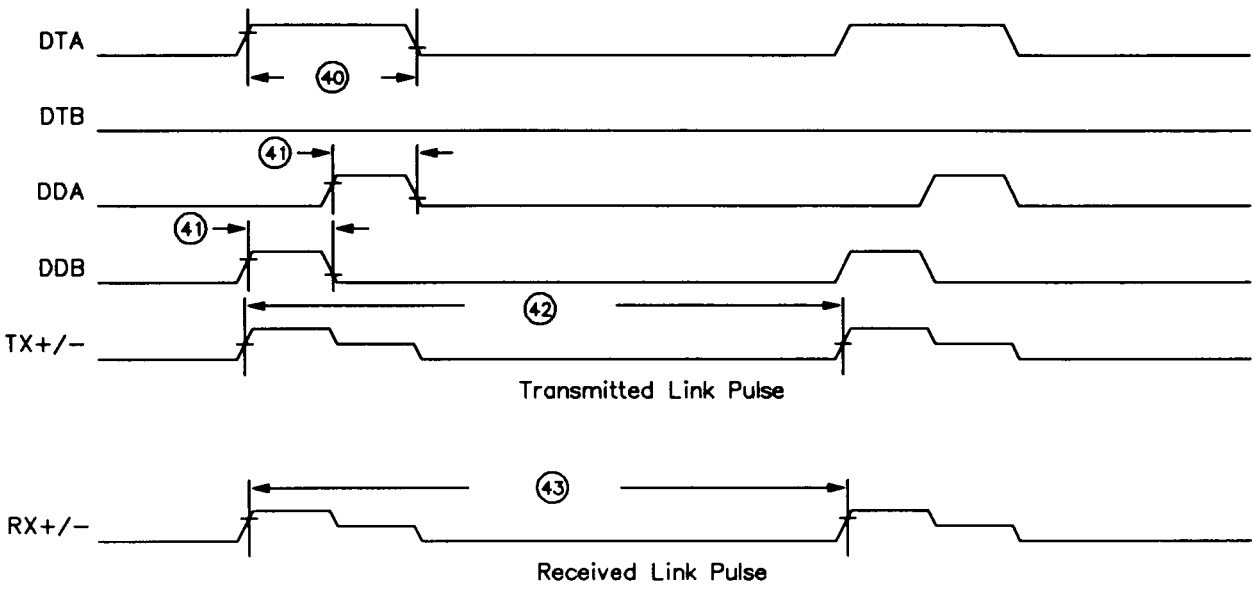 DTA
40
DTB
41
DDA
41
DDB
42
TX+/-
Transmitted Link Pulse
43
RX+/-
Received Link Pulse